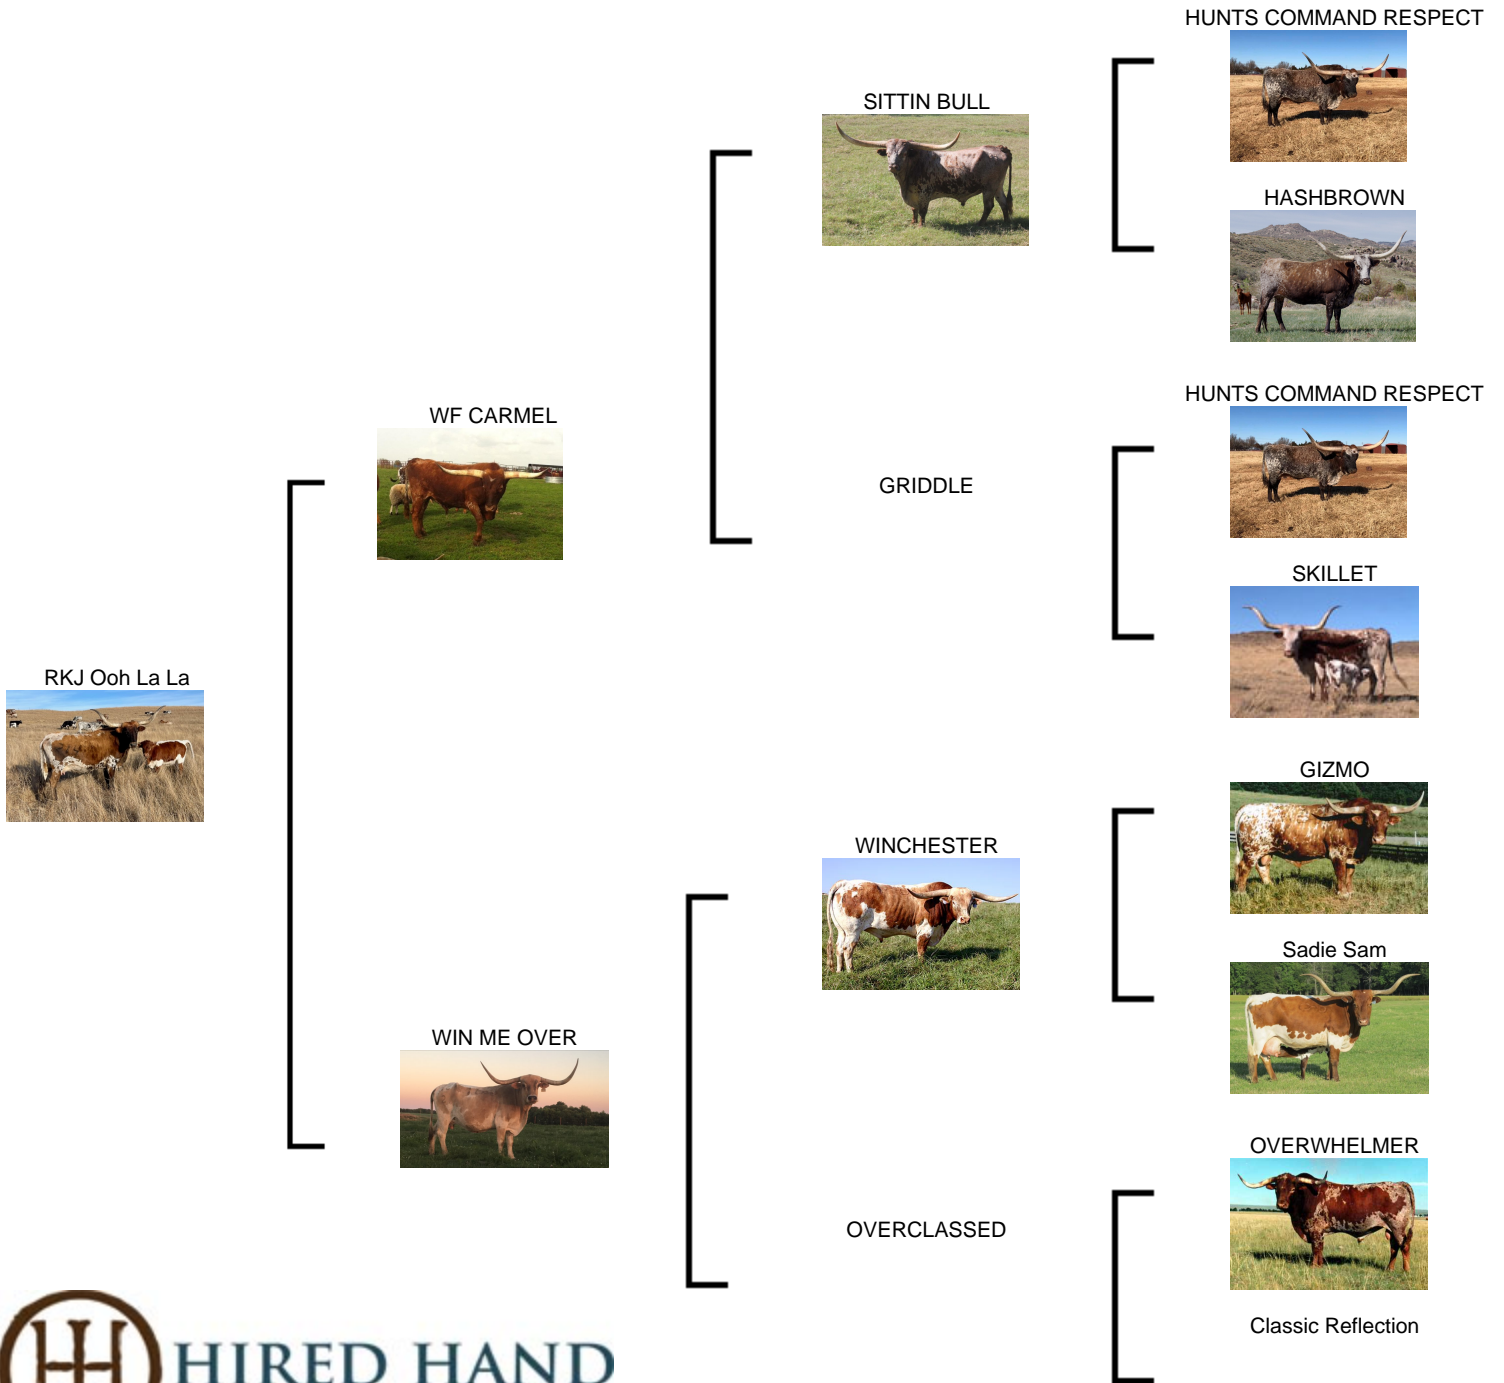 HUNTS COMMAND RESPECT
SITTIN BULL
HASHBROWN
HUNTS COMMAND RESPECT
WF CARMEL
GRIDDLE
SKILLET
RKJ Ooh La La
GIZMO
WINCHESTER
Sadie Sam
WIN ME OVER
OVERWHELMER
OVERCLASSED
Classic Reflection
HIRED HAND